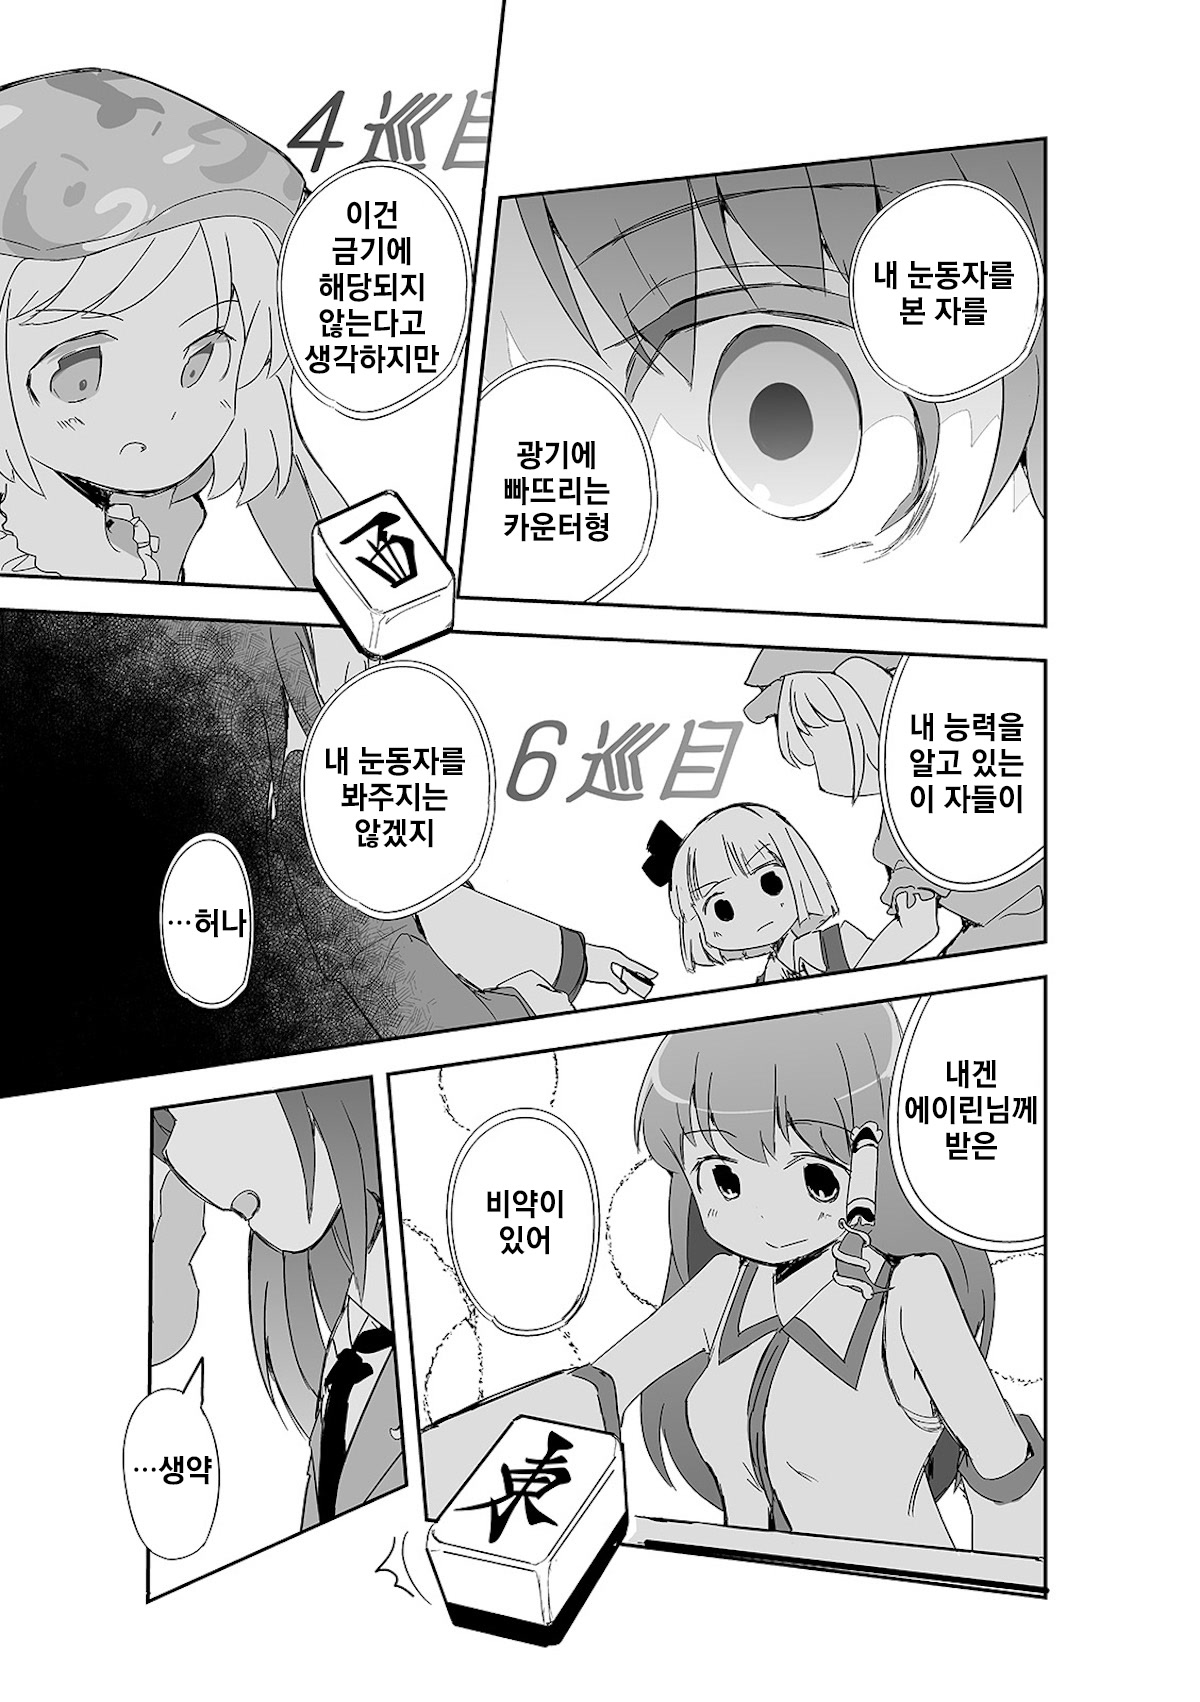 내 눈동자를
본 자를
광기에
빠뜨리는
카운터형
4巡目
이건
금기에
해당되지
않는다고
생각하지만
西
내 능력을
알고 있는
이 자들이
6巡目
내 눈동자를
봐주지는
않겠지
…허나
내겐
에이린님께
받은
비약이
있어
東
…생약